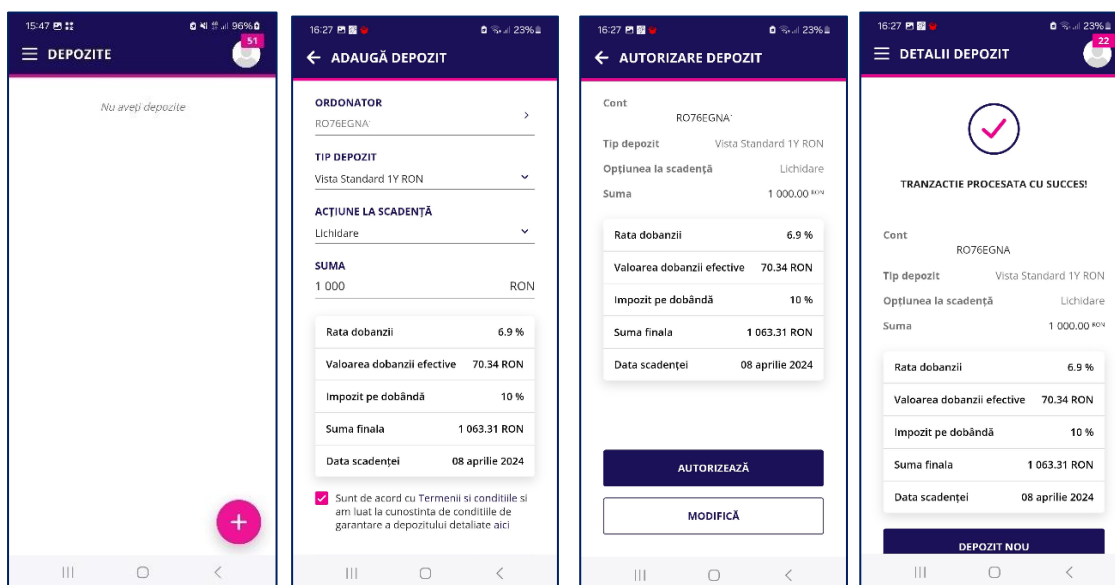 15:47 96%
51
DEPOZITE
Nu aveți depozite
+
16:27 23%
ADAUGĂ DEPOZIT
ORDONATOR
RO76EGNA
TIP DEPOZIT
Vista Standard 1Y RON
ACȚIUNE LA SCADENȚĂ
Lichidare
SUMA
1 000 RON
Rata dobanzii 6.9 %
Valoarea dobanzii efective 70.34 RON
Impozit pe dobândă 10 %
Suma finala 1 063.31 RON
Data scadenței 08 aprilie 2024
Sunt de acord cu Termenii si conditiile si
am luat la cunostinta de conditiile de
garantare a depozitului detaliate aici
16:27 23%
AUTORIZARE DEPOZIT
Cont
RO76EGNA
Tip depozit Vista Standard 1Y RON
Opțiunea la scadență Lichidare
Suma 1 000.00 RON
Rata dobanzii 6.9 %
Valoarea dobanzii efective 70.34 RON
Impozit pe dobândă 10 %
Suma finala 1 063.31 RON
Data scadenței 08 aprilie 2024
AUTORIZEAZĂ
MODIFICĂ
16:27 23%
22
DETALII DEPOZIT
TRANZACTIE PROCESATA CU SUCCES!
Cont
RO76EGNA
Tip depozit Vista Standard 1Y RON
Opțiunea la scadență Lichidare
Suma 1 000.00 RON
Rata dobanzii 6.9 %
Valoarea dobanzii efective 70.34 RON
Impozit pe dobândă 10 %
Suma finala 1 063.31 RON
Data scadenței 08 aprilie 2024
DEPOZIT NOU